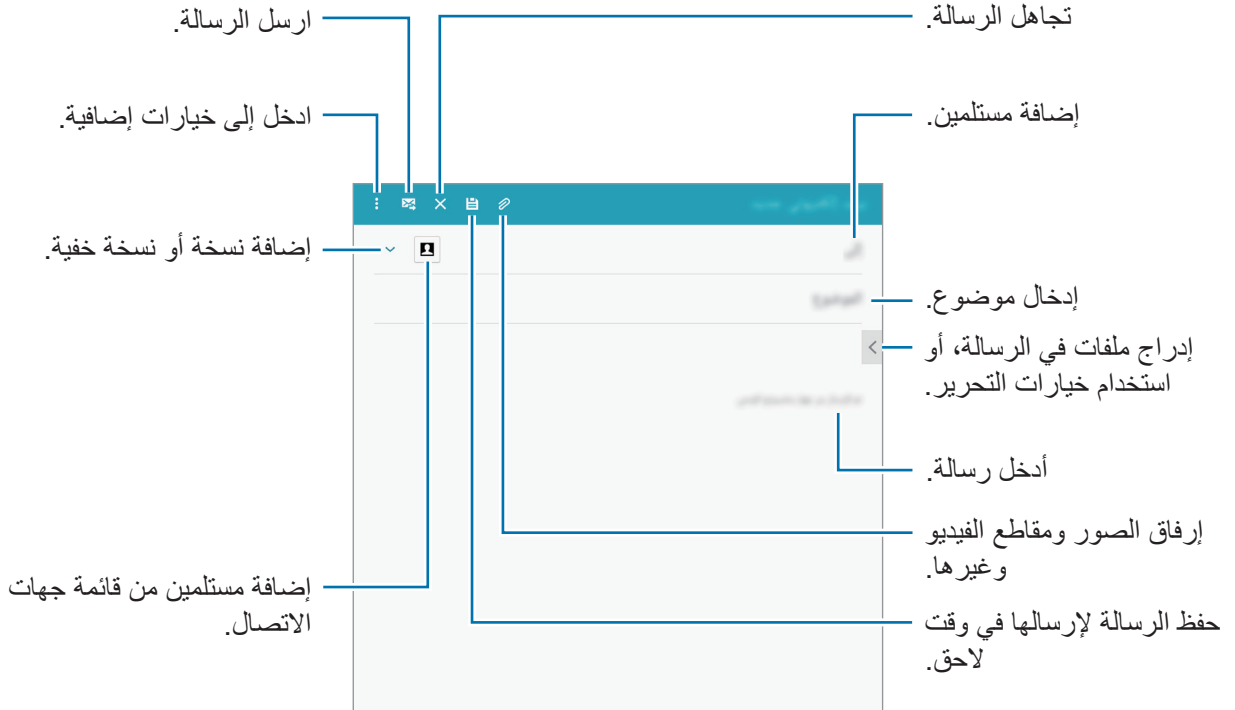 تجاهل الرسالة.
إضافة مستلمين.
إدخال موضوع.
إدراج ملفات في الرسالة، أو
استخدام خيارات التحرير.
أدخل رسالة.
إرفاق الصور ومقاطع الفيديو
وغيرها.
حفظ الرسالة لإرسالها في وقت
لاحق.
ارسل الرسالة.
ادخل إلى خيارات إضافية.
إضافة نسخة أو نسخة خفية.
إضافة مستلمين من قائمة جهات
الاتصال.
إلى
الموضوع